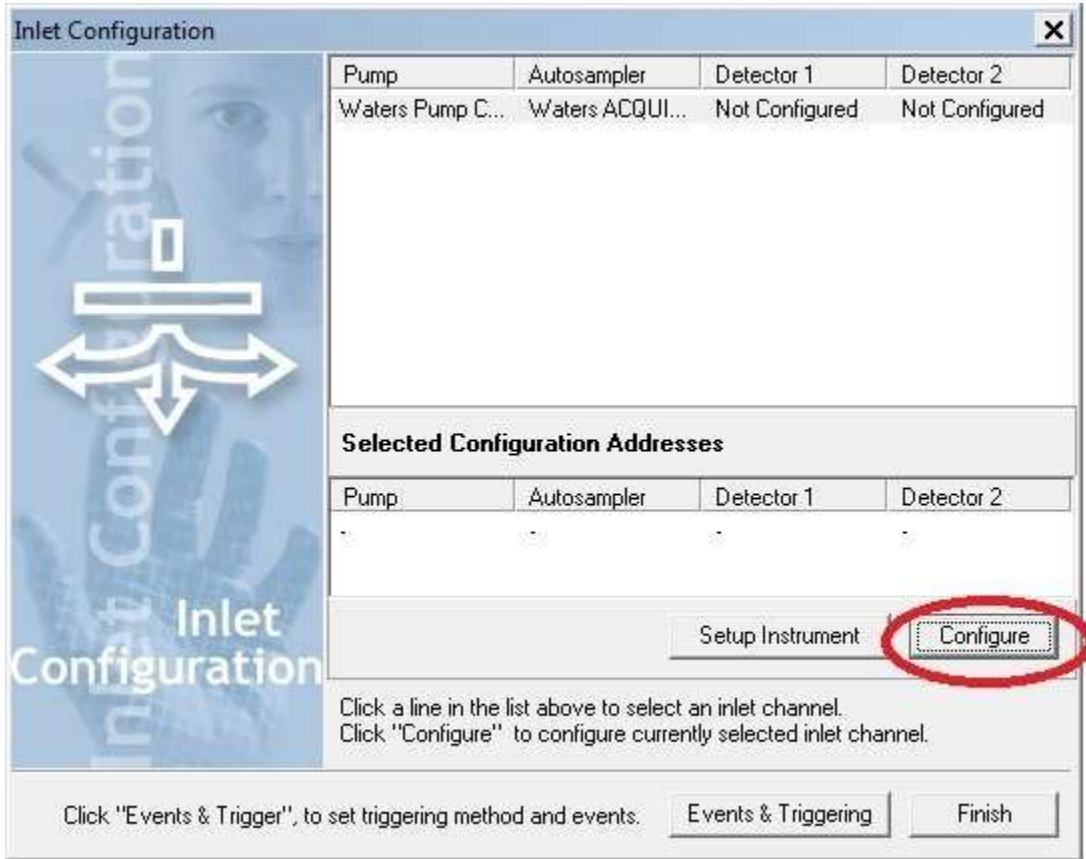 Inlet Configuration
Pump Autosampler Detector 1 Detector 2
Waters Pump C... Waters ACQUI... Not Configured Not Configured
Selected Configuration Addresses
Pump Autosampler Detector 1 Detector 2
- - - -
Inlet Configuration
Inlet
Configuration
Setup Instrument Configure
Click a line in the list above to select an inlet channel.
Click "Configure" to configure currently selected inlet channel.
Click "Events & Trigger", to set triggering method and events. Events & Triggering Finish